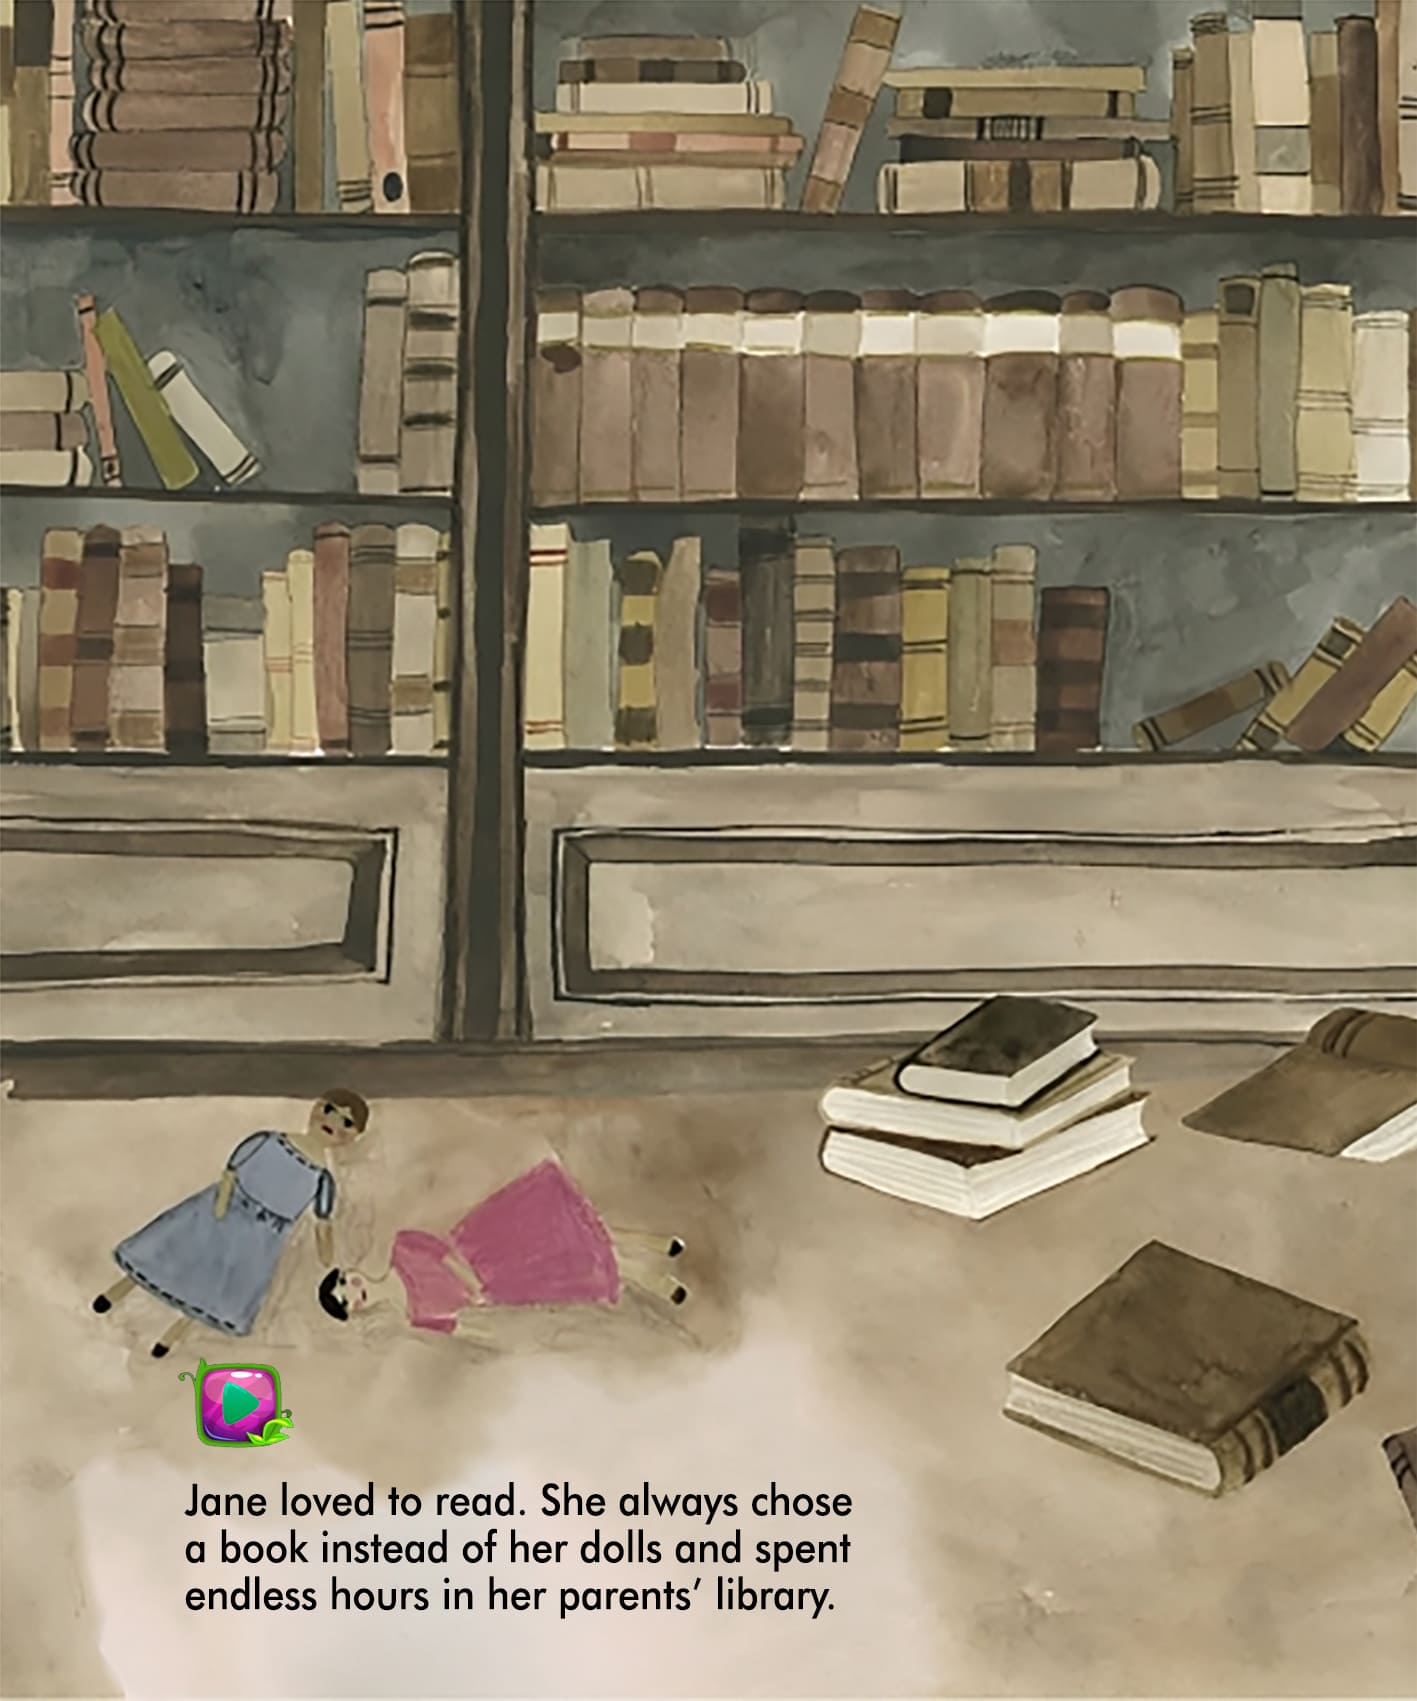 Jane loved to read. She always chose
a book instead of her dolls and spent
endless hours in her parents’ library.